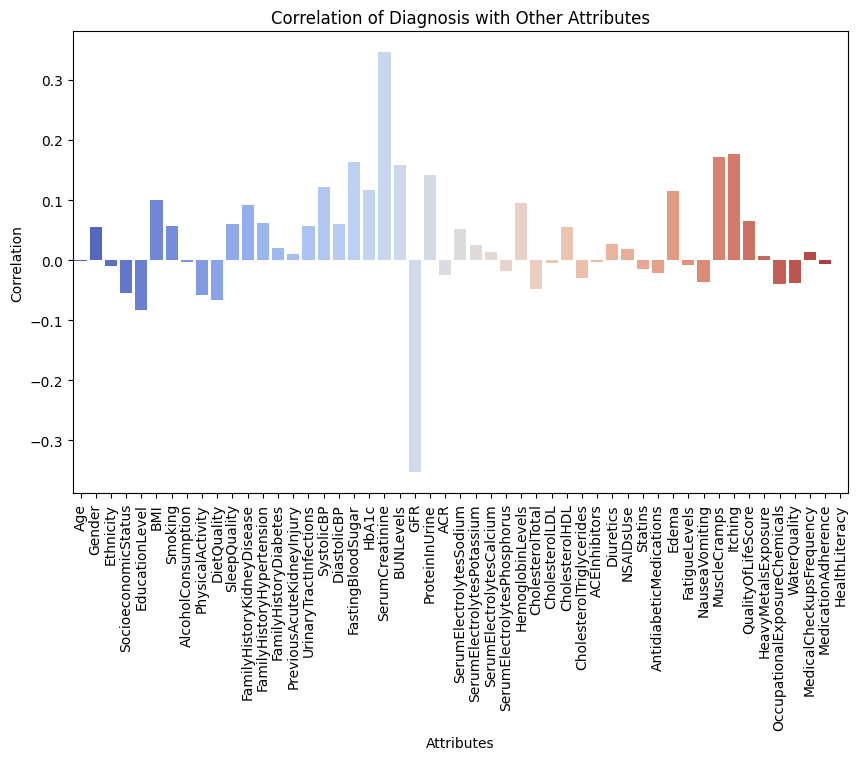 Correlation of Diagnosis with Other Attributes
Correlation
0.3
0.2
0.1
0.0
−0.1
−0.2
−0.3
Age
Gender
Ethnicity
SocioeconomicStatus
EducationLevel
BMI
Smoking
AlcoholConsumption
PhysicalActivity
DietQuality
SleepQuality
FamilyHistoryKidneyDisease
FamilyHistoryHypertension
FamilyHistoryDiabetes
PreviousAcuteKidneyInjury
UrinaryTractInfections
SystolicBP
DiastolicBP
FastingBloodSugar
HbA1c
SerumCreatinine
BUNLevels
GFR
ProteinInUrine
ACR
SerumElectrolytesSodium
SerumElectrolytesPotassium
SerumElectrolytesCalcium
SerumElectrolytesPhosphorus
HemoglobinLevels
CholesterolTotal
CholesterolLDL
CholesterolHDL
CholesterolTriglycerides
ACEInhibitors
Diuretics
NSAIDsUse
Statins
AntidiabeticMedications
Edema
FatigueLevels
NauseaVomiting
MuscleCramps
Itching
QualityOfLifeScore
HeavyMetalsExposure
OccupationalExposureChemicals
WaterQuality
MedicalCheckupsFrequency
MedicationAdherence
HealthLiteracy
Attributes